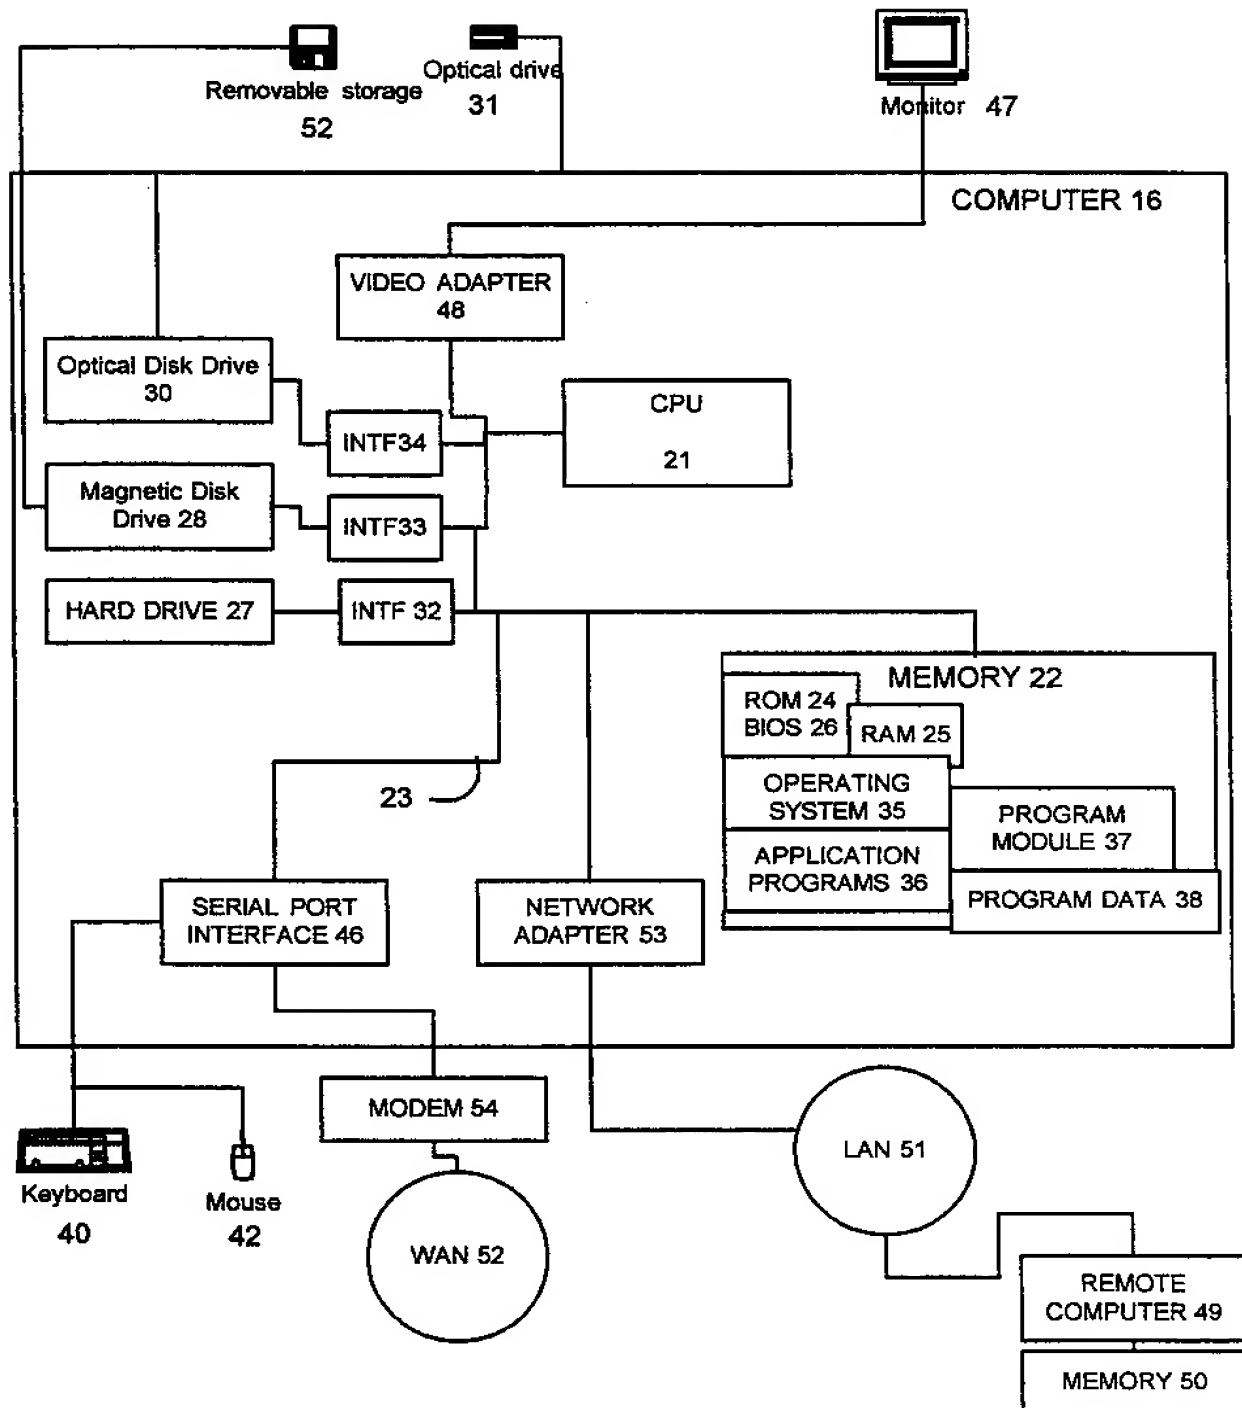 Removable storage
52
Optical drive
31
Monitor 47
COMPUTER 16
VIDEO ADAPTER
48
Optical Disk Drive
30
CPU
21
INTF34
Magnetic Disk
Drive 28
INTF33
HARD DRIVE 27
INTF 32
MEMORY 22
ROM 24
BIOS 26
RAM 25
OPERATING
SYSTEM 35
PROGRAM
MODULE 37
APPLICATION
PROGRAMS 36
PROGRAM DATA 38
23
SERIAL PORT
INTERFACE 46
NETWORK
ADAPTER 53
MODEM 54
LAN 51
Keyboard
40
Mouse
42
WAN 52
REMOTE
COMPUTER 49
MEMORY 50